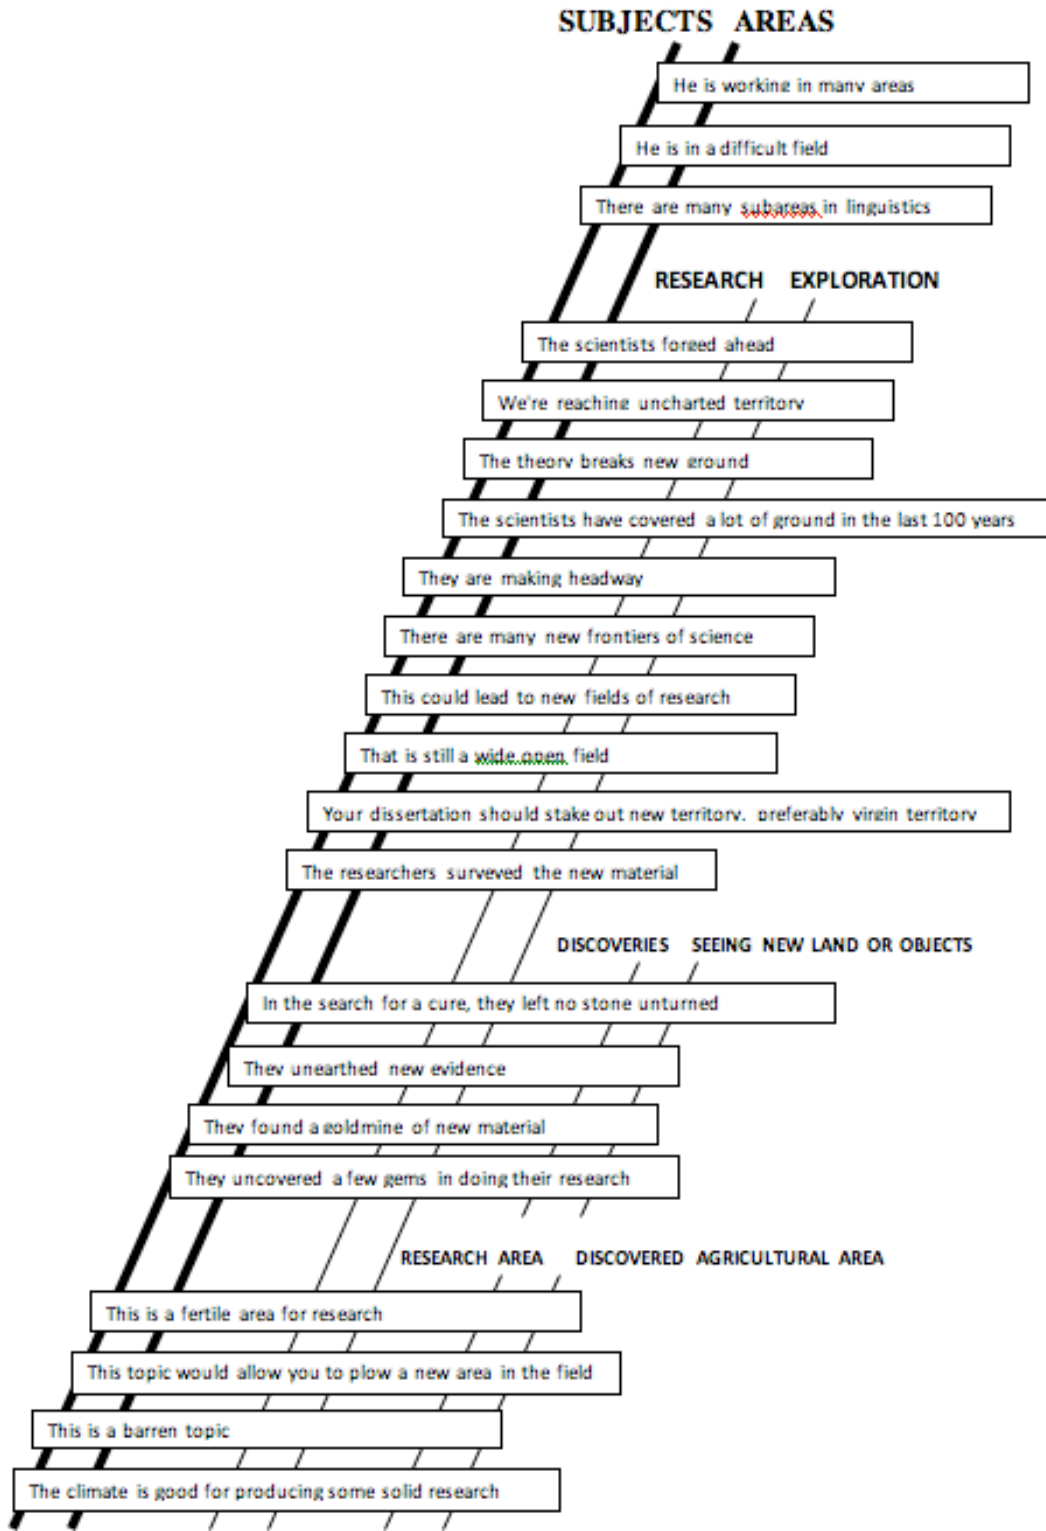 SUBJECTS AREAS
He is working in many areas
He is in a difficult field
There are many subareas in linguistics
RESEARCH EXPLORATION
The scientists forged ahead
We're reaching uncharted territory
The theory breaks new ground
The scientists have covered a lot of ground in the last 100 years
They are making headway
There are many new frontiers of science
This could lead to new fields of research
That is still a wide open field
Your dissertation should stake out new territory, preferably virgin territory
The researchers surveyed the new material
DISCOVERIES SEEING NEW LAND OR OBJECTS
In the search for a cure, they left no stone unturned
They unearthed new evidence
They found a goldmine of new material
They uncovered a few gems in doing their research
RESEARCH AREA DISCOVERED AGRICULTURAL AREA
This is a fertile area for research
This topic would allow you to plow a new area in the field
This is a barren topic
The climate is good for producing some solid research